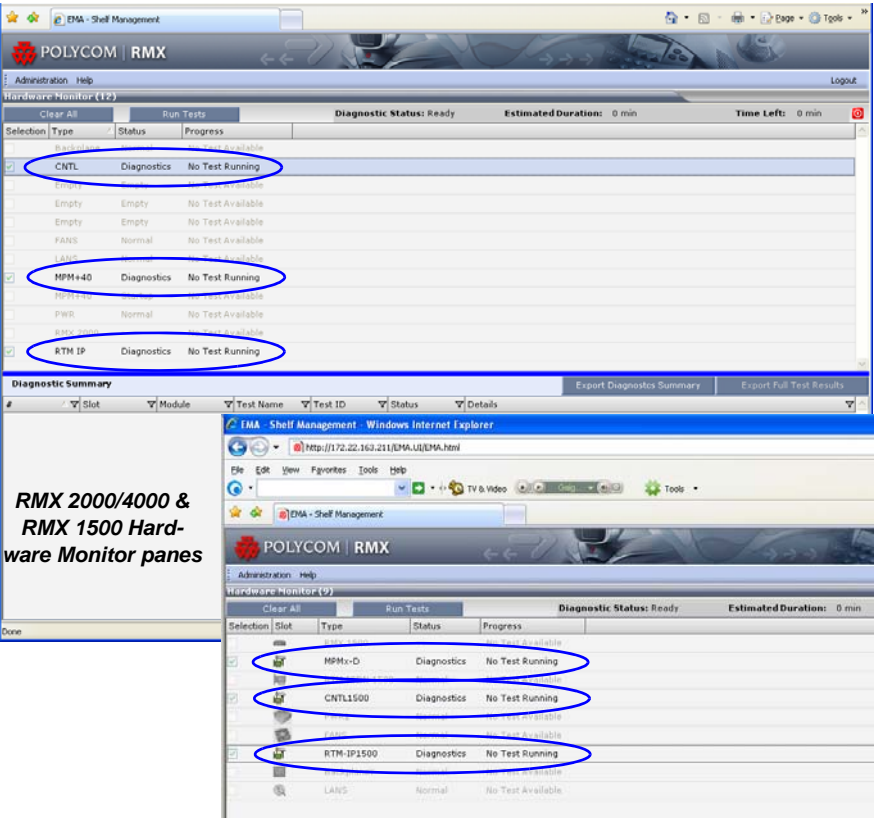 EMA - Shelf Management
Page Tools
POLYCOM | RMX
Administration Help Logout
Hardware Monitor (12)
Clear All Run Tests Diagnostic Status: Ready Estimated Duration: 0 min Time Left: 0 min
Selection Type Status Progress
Backplane Normal No Test Available
CNTL Diagnostics No Test Running
Empty Empty No Test Available
Empty Empty No Test Available
Empty Empty No Test Available
FANS Normal No Test Available
LANS Normal No Test Available
MPM+40 Diagnostics No Test Running
MPM+40 Startup No Test Available
PWR Normal No Test Available
RMX 2000 No Test Available
RTM IP Diagnostics No Test Running
Diagnostic Summary Export Diagnostcs Summary Export Full Test Results
# Slot Module Test Name Test ID Status Details
RMX 2000/4000 &
RMX 1500 Hard-
ware Monitor panes
Done
EMA - Shelf Management - Windows Internet Explorer
http://172.22.163.211/EMA.UI/EMA.html
File Edit View Favorites Tools Help
TV & Video Tools
EMA - Shelf Management
POLYCOM | RMX
Administration Help
Hardware Monitor (9)
Clear All Run Tests Diagnostic Status: Ready Estimated Duration: 0 min
Selection Slot Type Status Progress
RMX 1500 No Test Available
MPMx-D Diagnostics No Test Running
No Test Available
CNTL1500 Diagnostics No Test Running
Normal No Test Available
FANS Normal No Test Available
RTM-IP1500 Diagnostics No Test Running
Backplane Normal No Test Available
LANS Normal No Test Available